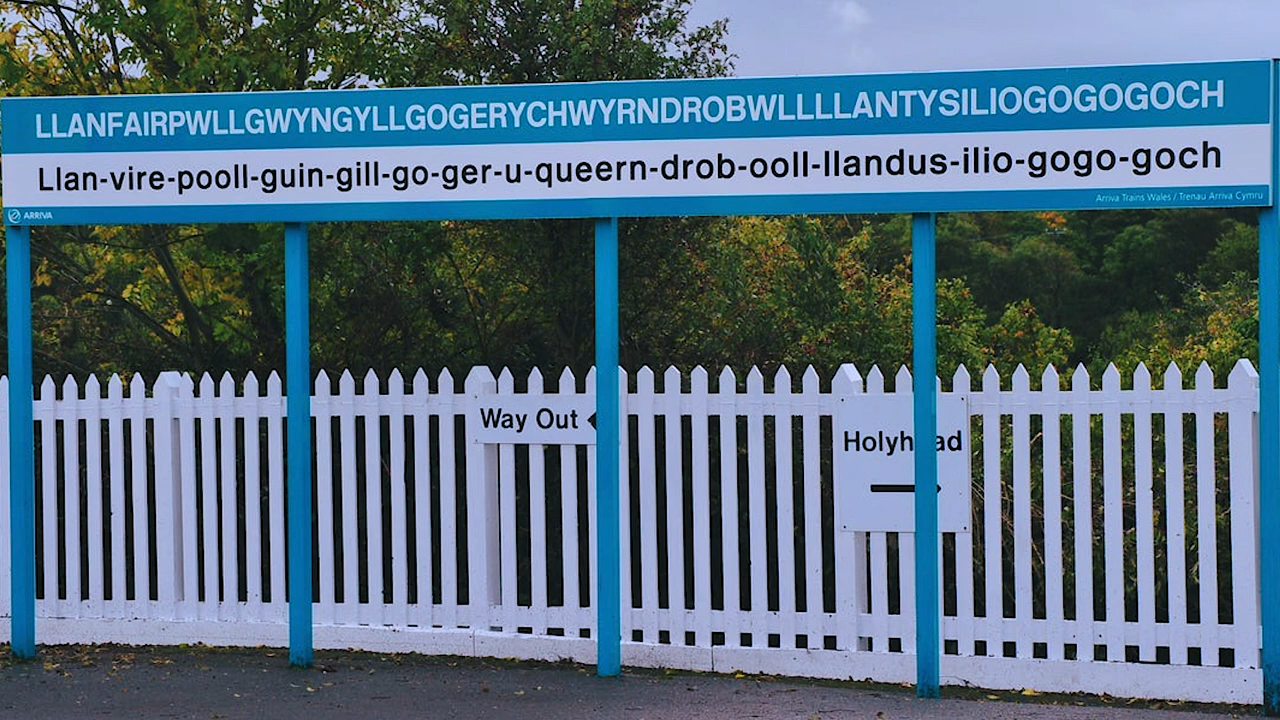 LLANFAIRPWLLGWYNGYLLGOGERYCHWYRNDROBWLLLLANTYSILIOGOGOGOCH
Llan-vire-pooll-guin-gill-go-ger-u-queern-drob-ooll-llandus-ilio-gogo-goch
ARRIVA
Arriva Trains Wales / Trenau Arriva Cymru
Way Out
Holyhead